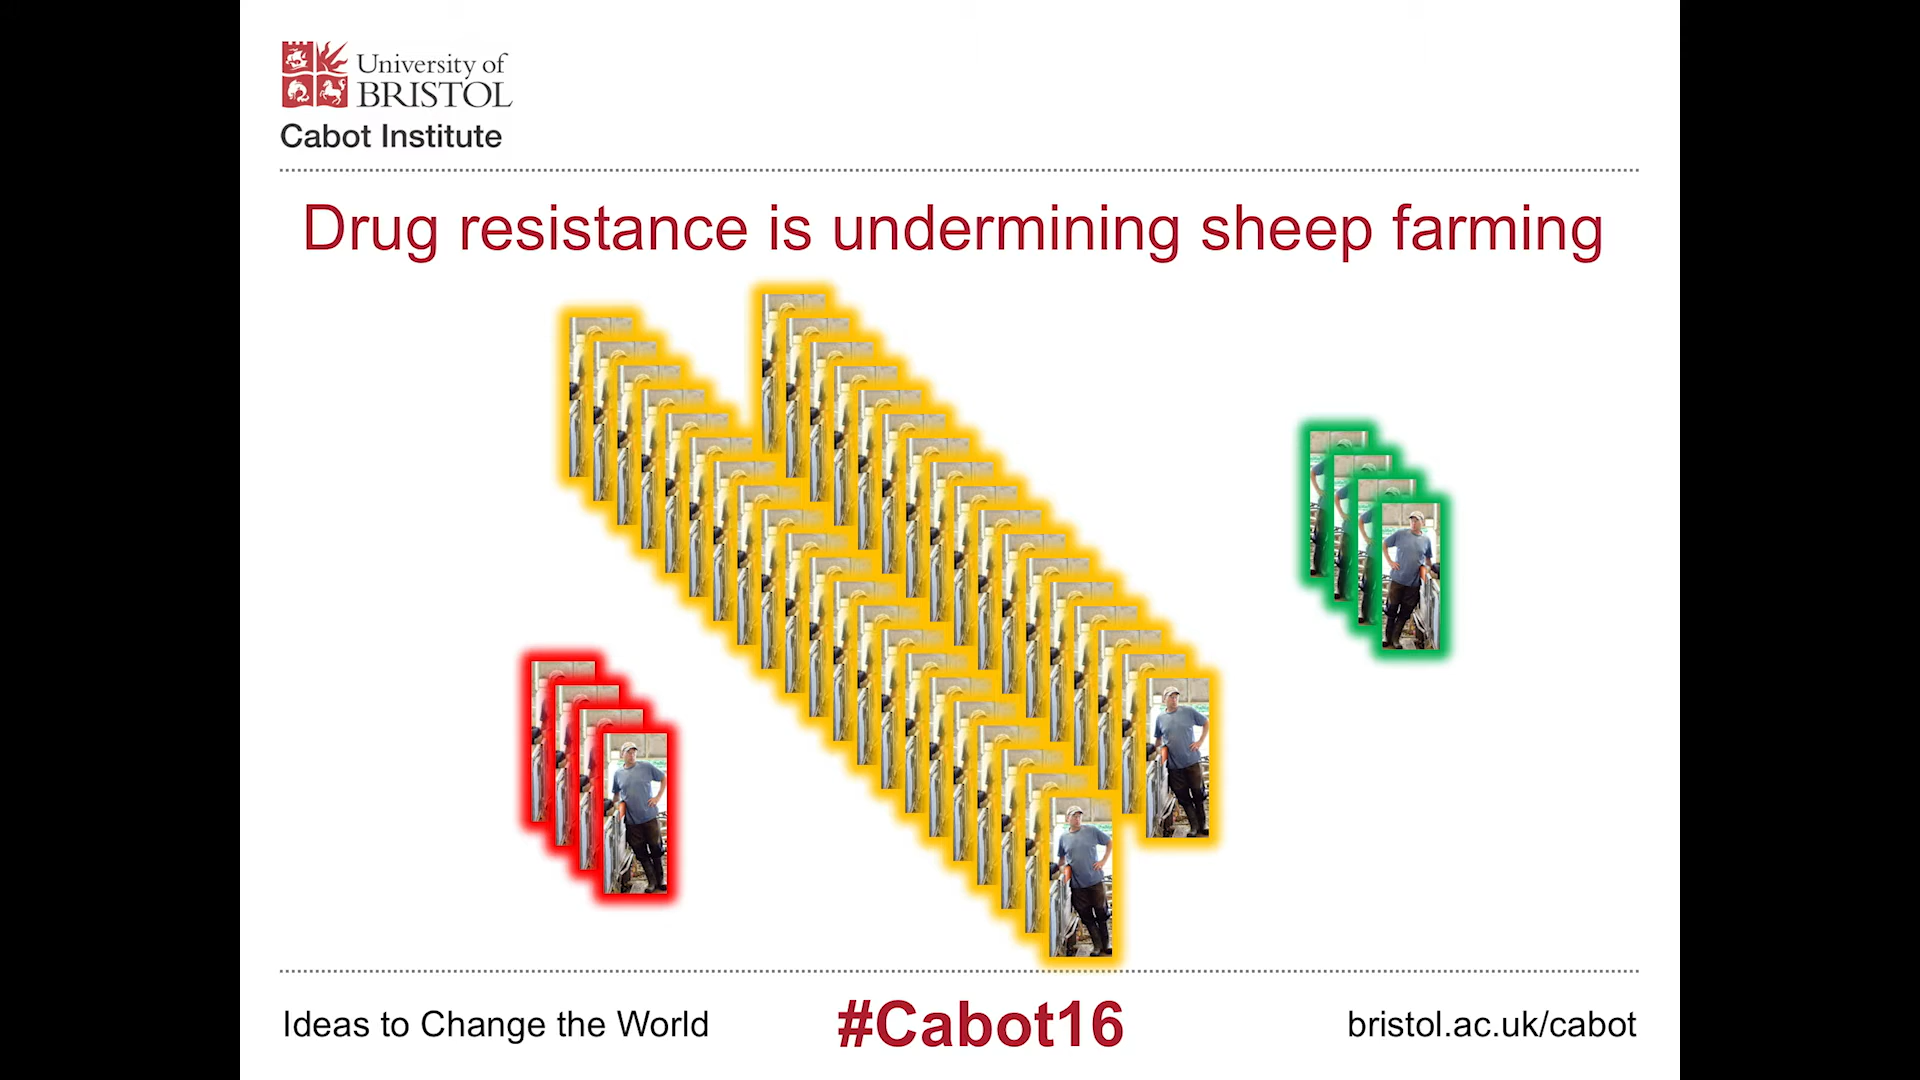 University of
BRISTOL
Cabot Institute
Drug resistance is undermining sheep farming
Ideas to Change the World
#Cabot16
bristol.ac.uk/cabot